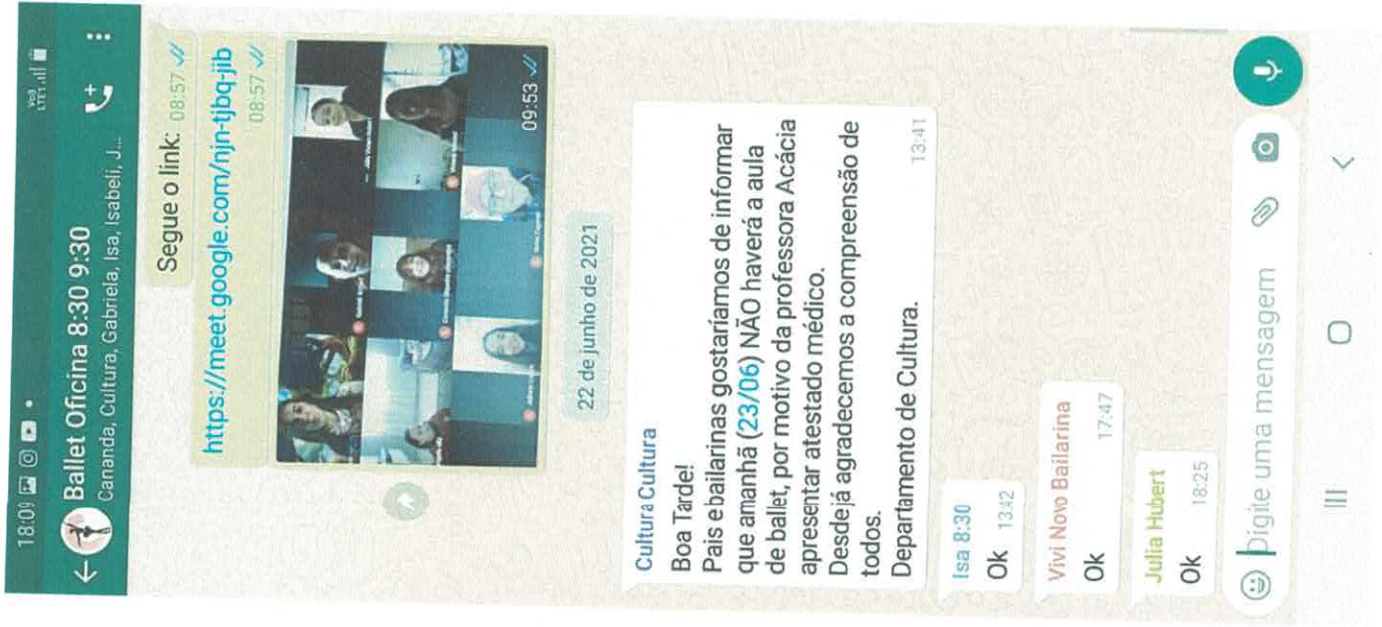 18:09
Vo))
LTE1
Ballet Oficina 8:30 9:30
Cananda, Cultura, Gabriela, Isa, Isabeli, J...
Segue o link: 08:57
https://meet.google.com/njn-tjbq-jib
08:57
09:53
22 de junho de 2021
Cultura Cultura
Boa Tarde!
Pais e bailarinas gostaríamos de informar
que amanhã (23/06) NÃO haverá a aula
de ballet, por motivo da professora Acácia
apresentar atestado médico.
Desdejá agradecemos a compreensão de
todos.
Departamento de Cultura.
13:41
Isa 8:30
Ok 13:42
Vivi Novo Bailarina
Ok 17:47
Julia Hubert
Ok 18:25
Digite uma mensagem